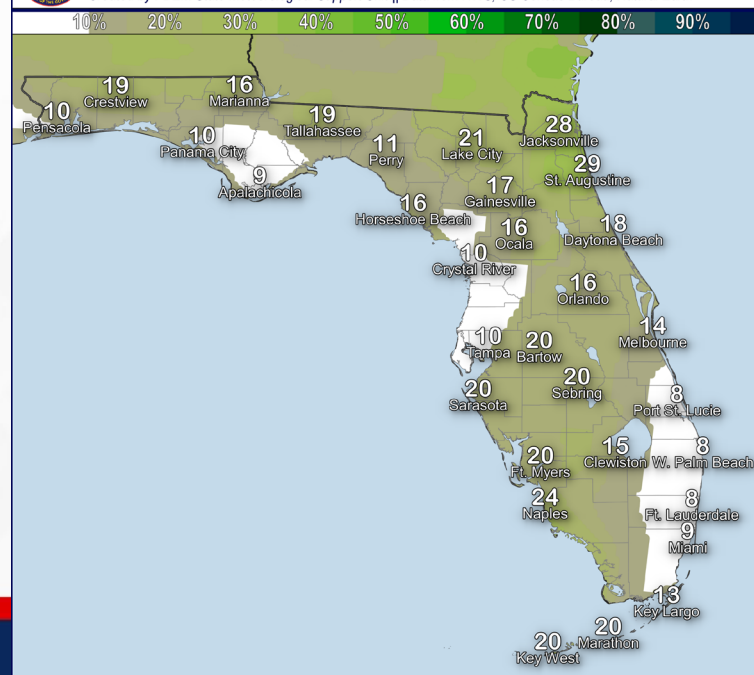 10% 20% 30% 40% 50% 60% 70% 80% 90%
19
Crestview
16
Marianna
10
Pensacola
19
Tallahassee
10
Panama City
11
Perry
21
Lake City
28
Jacksonville
9
Apalachicola
29
St. Augustine
17
Gainesville
16
Horseshoe Beach
16
Ocala
18
Daytona Beach
10
Crystal River
16
Orlando
14
Melbourne
10
Tampa
20
Bartow
20
Sarasota
20
Sebring
8
Port St. Lucie
20
Ft. Myers
15
Clewiston
8
W. Palm Beach
24
Naples
8
Ft. Lauderdale
9
Miami
13
Key Largo
20
Marathon
20
Key West